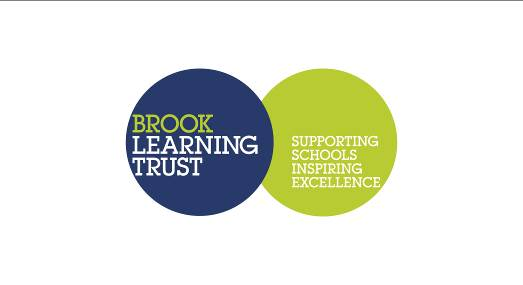 BROOK
LEARNING
TRUST
SUPPORTING
SCHOOLS
INSPIRING
EXCELLENCE